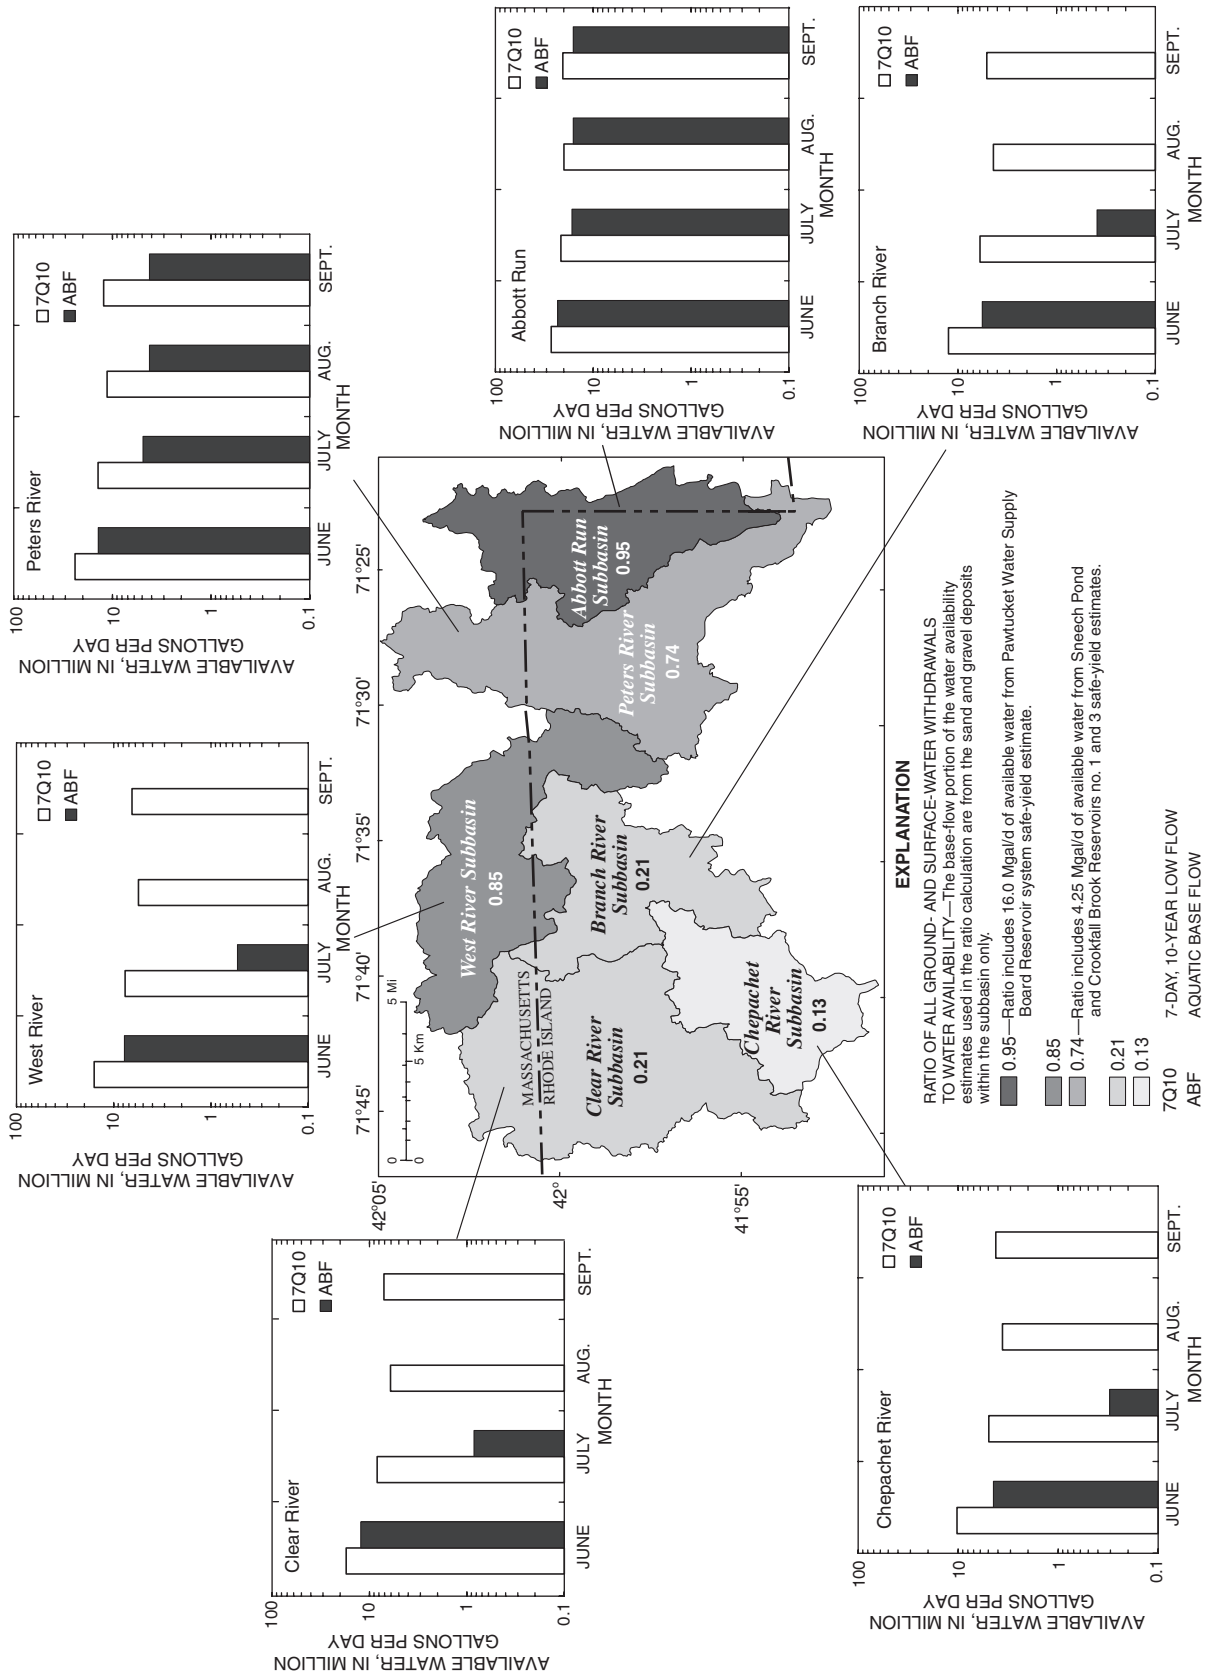 West River
7Q10
ABF
100
10
1
0.1
AVAILABLE WATER, IN MILLION
GALLONS PER DAY
JUNE
JULY
AUG.
SEPT.
MONTH
Peters River
7Q10
ABF
100
10
1
0.1
AVAILABLE WATER, IN MILLION
GALLONS PER DAY
JUNE
JULY
AUG.
SEPT.
MONTH
Clear River
7Q10
ABF
100
10
1
0.1
AVAILABLE WATER, IN MILLION
GALLONS PER DAY
JUNE
JULY
AUG.
SEPT.
MONTH
71°45'
71°40'
71°35'
71°30'
71°25'
42°05'
42°
41°55'
0
5 Mi
0
5 Km
MASSACHUSETTS
RHODE ISLAND
West River Subbasin
0.85
Clear River
Subbasin
0.21
Branch River
Subbasin
0.21
Chepachet
River
Subbasin
0.13
Peters River
Subbasin
0.74
Abbott Run
Subbasin
0.95
Abbott Run
7Q10
ABF
100
10
1
0.1
AVAILABLE WATER, IN MILLION
GALLONS PER DAY
JUNE
JULY
AUG.
SEPT.
MONTH
Chepachet River
7Q10
ABF
100
10
1
0.1
AVAILABLE WATER, IN MILLION
GALLONS PER DAY
JUNE
JULY
AUG.
SEPT.
MONTH
EXPLANATION
RATIO OF ALL GROUND- AND SURFACE-WATER WITHDRAWALS
TO WATER AVAILABILITY—The base-flow portion of the water availability
estimates used in the ratio calculation are from the sand and gravel deposits
within the subbasin only.
0.95—Ratio includes 16.0 Mgal/d of available water from Pawtucket Water Supply
Board Reservoir system safe-yield estimate.
0.85
0.74—Ratio includes 4.25 Mgal/d of available water from Sneech Pond
and Crookfall Brook Reservoirs no. 1 and 3 safe-yield estimates.
0.21
0.13
7Q10 7-DAY, 10-YEAR LOW FLOW
ABF AQUATIC BASE FLOW
Branch River
7Q10
ABF
100
10
1
0.1
AVAILABLE WATER, IN MILLION
GALLONS PER DAY
JUNE
JULY
AUG.
SEPT.
MONTH